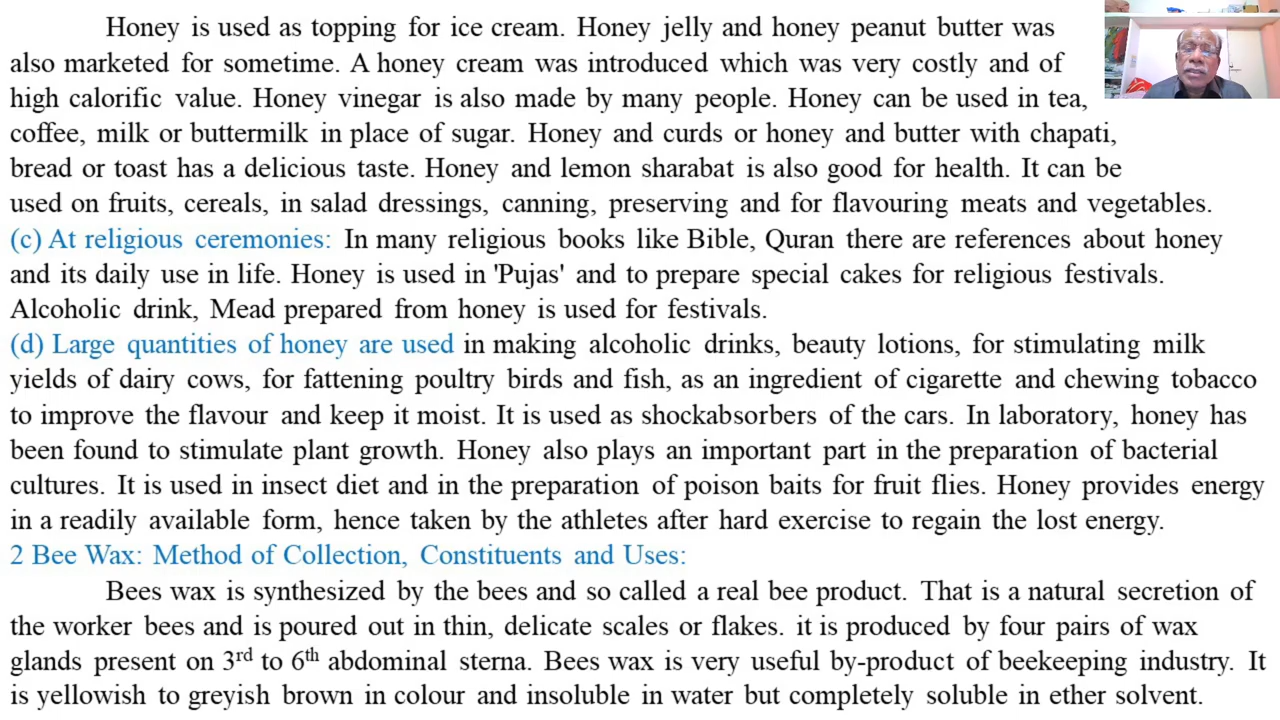 Honey is used as topping for ice cream. Honey jelly and honey peanut butter was
also marketed for sometime. A honey cream was introduced which was very costly and of
high calorific value. Honey vinegar is also made by many people. Honey can be used in tea,
coffee, milk or buttermilk in place of sugar. Honey and curds or honey and butter with chapati,
bread or toast has a delicious taste. Honey and lemon sharabat is also good for health. It can be
used on fruits, cereals, in salad dressings, canning, preserving and for flavouring meats and vegetables.
(c) At religious ceremonies: In many religious books like Bible, Quran there are references about honey
and its daily use in life. Honey is used in 'Pujas' and to prepare special cakes for religious festivals.
Alcoholic drink, Mead prepared from honey is used for festivals.
(d) Large quantities of honey are used in making alcoholic drinks, beauty lotions, for stimulating milk
yields of dairy cows, for fattening poultry birds and fish, as an ingredient of cigarette and chewing tobacco
to improve the flavour and keep it moist. It is used as shockabsorbers of the cars. In laboratory, honey has
been found to stimulate plant growth. Honey also plays an important part in the preparation of bacterial
cultures. It is used in insect diet and in the preparation of poison baits for fruit flies. Honey provides energy
in a readily available form, hence taken by the athletes after hard exercise to regain the lost energy.
2 Bee Wax: Method of Collection, Constituents and Uses:
Bees wax is synthesized by the bees and so called a real bee product. That is a natural secretion of
the worker bees and is poured out in thin, delicate scales or flakes. it is produced by four pairs of wax
glands present on 3rd to 6th abdominal sterna. Bees wax is very useful by-product of beekeeping industry. It
is yellowish to greyish brown in colour and insoluble in water but completely soluble in ether solvent.